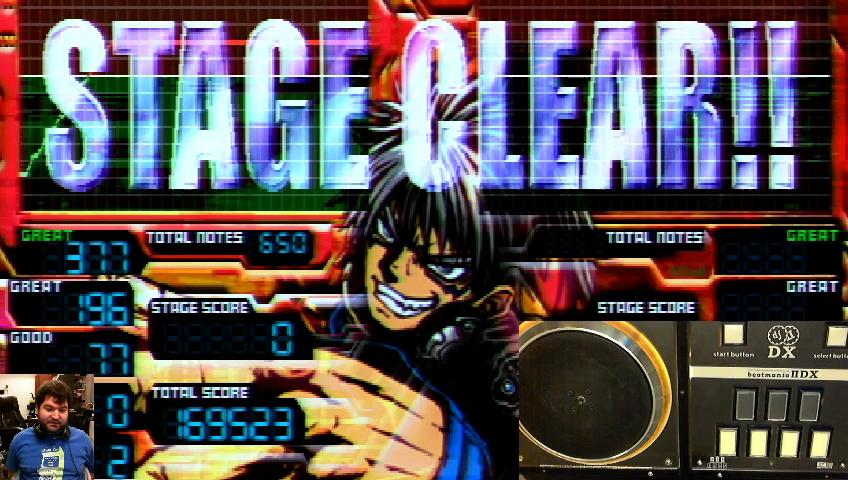 STAGE CLEAR!!
GREAT
377
TOTAL NOTES 650
TOTAL NOTES
GREAT
GREAT
196
STAGE SCORE
0
STAGE SCORE
GREAT
GOOD
77
0
TOTAL SCORE
169523
2
start button
DX
select button
beatmania IIDX